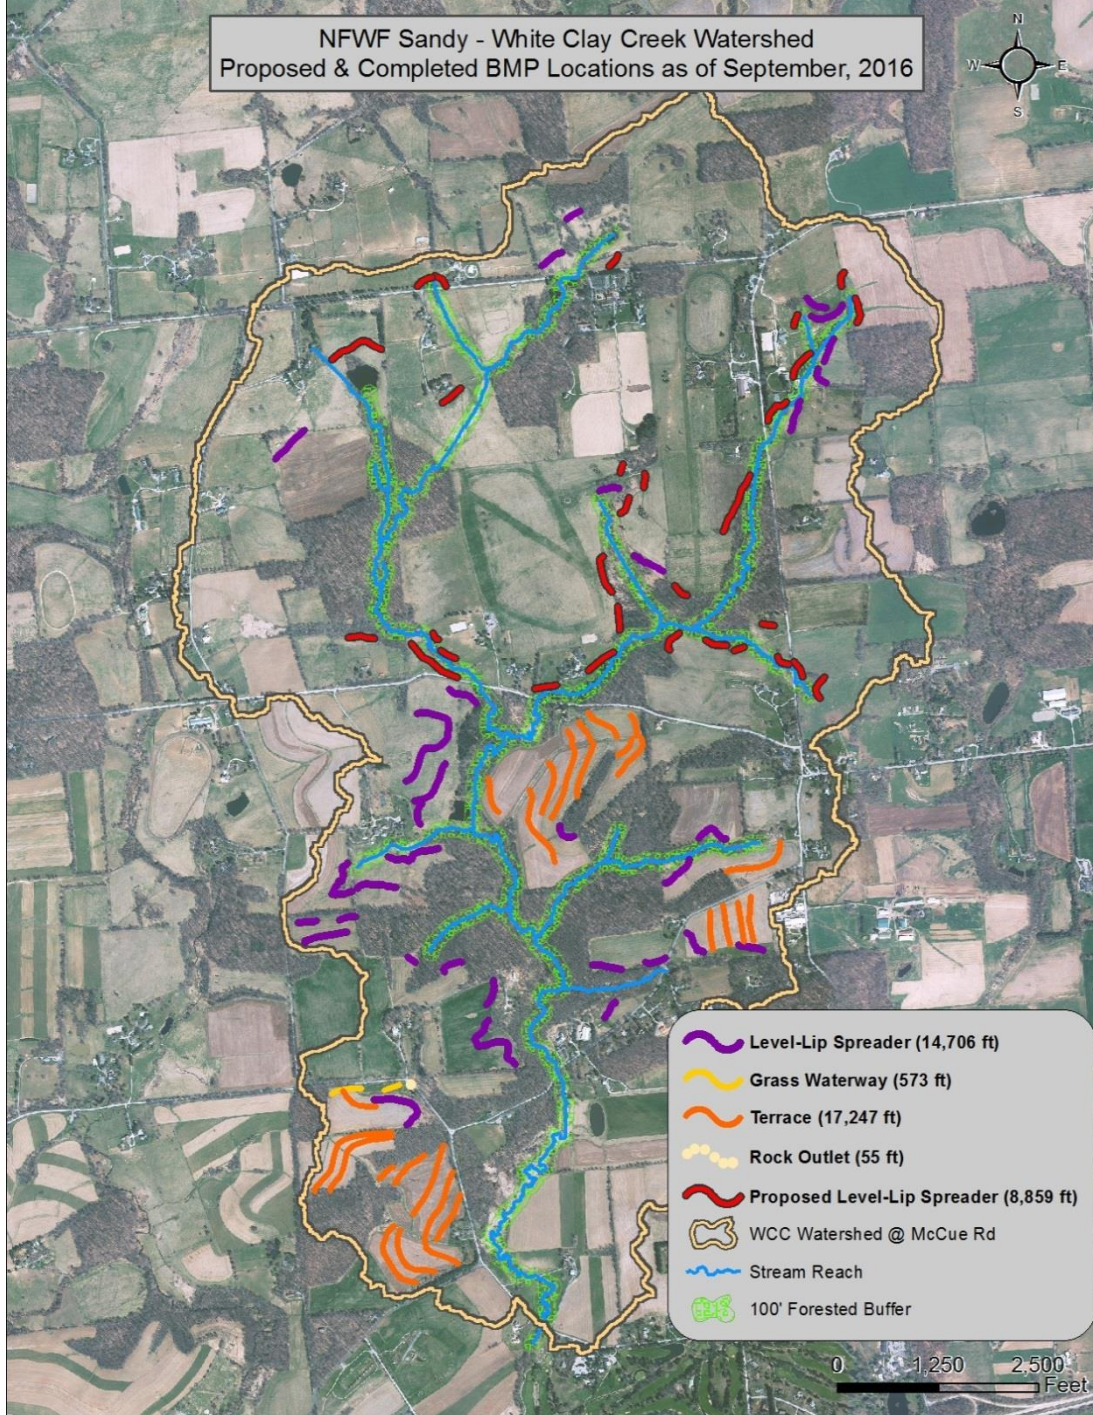 NFWF Sandy - White Clay Creek Watershed
Proposed & Completed BMP Locations as of September, 2016
N
W E
S
Level-Lip Spreader (14,706 ft)
Grass Waterway (573 ft)
Terrace (17,247 ft)
Rock Outlet (55 ft)
Proposed Level-Lip Spreader (8,859 ft)
WCC Watershed @ McCue Rd
Stream Reach
100' Forested Buffer
0 1,250 2,500
Feet